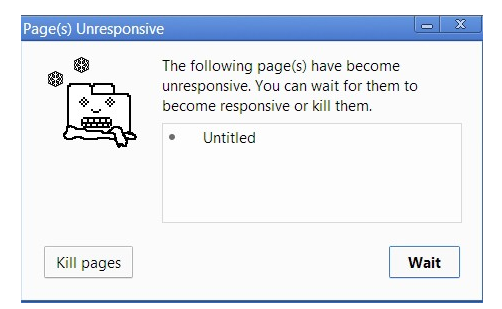 Page(s) Unresponsive
The following page(s) have become
unresponsive. You can wait for them to
become responsive or kill them.
Untitled
Kill pages
Wait